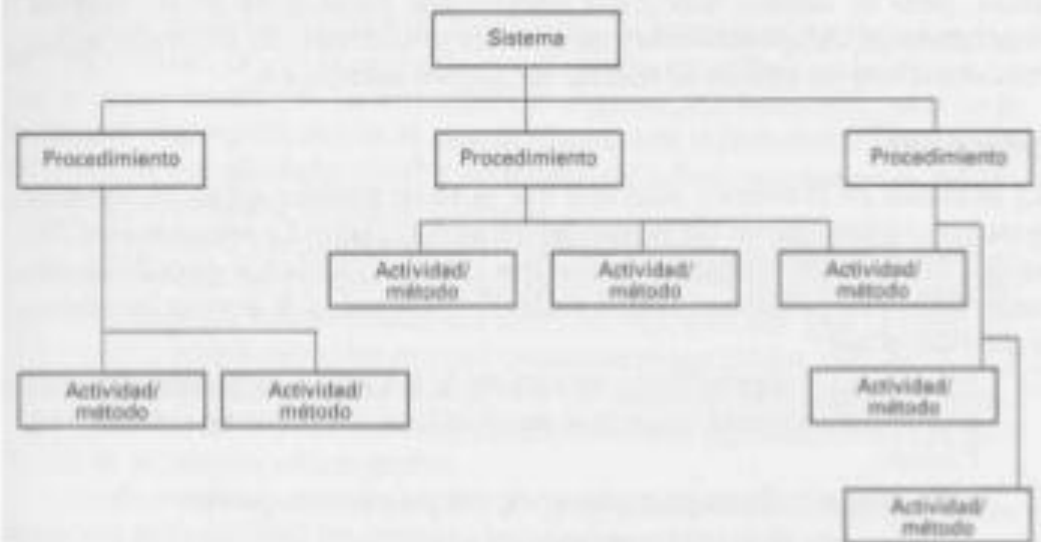 Sistema
Procedimiento
Procedimiento
Procedimiento
Actividad/
método
Actividad/
método
Actividad/
método
Actividad/
método
Actividad/
método
Actividad/
método
Actividad/
método